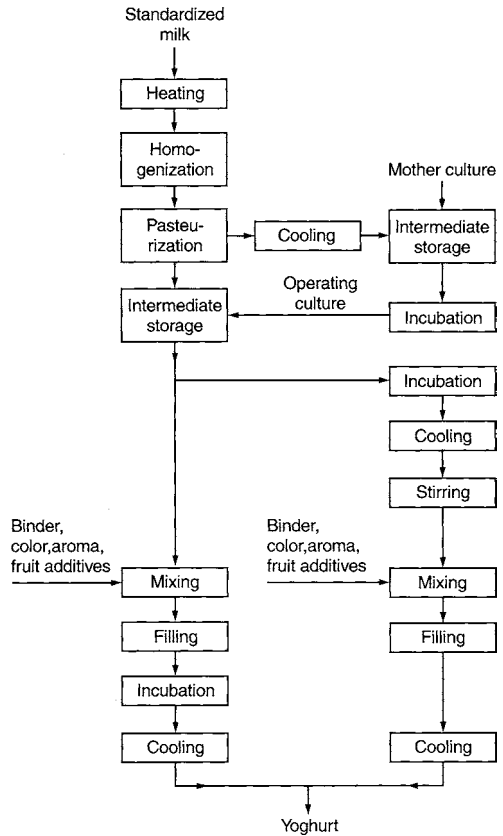 Standardized
milk
Heating
Homo-
genization
Mother culture
Pasteu-
rization
Cooling
Intermediate
storage
Operating
culture
Intermediate
storage
Incubation
Incubation
Cooling
Stirring
Binder,
color,aroma,
fruit additives
Binder,
color,aroma,
fruit additives
Mixing
Mixing
Filling
Filling
Incubation
Cooling
Cooling
Yoghurt